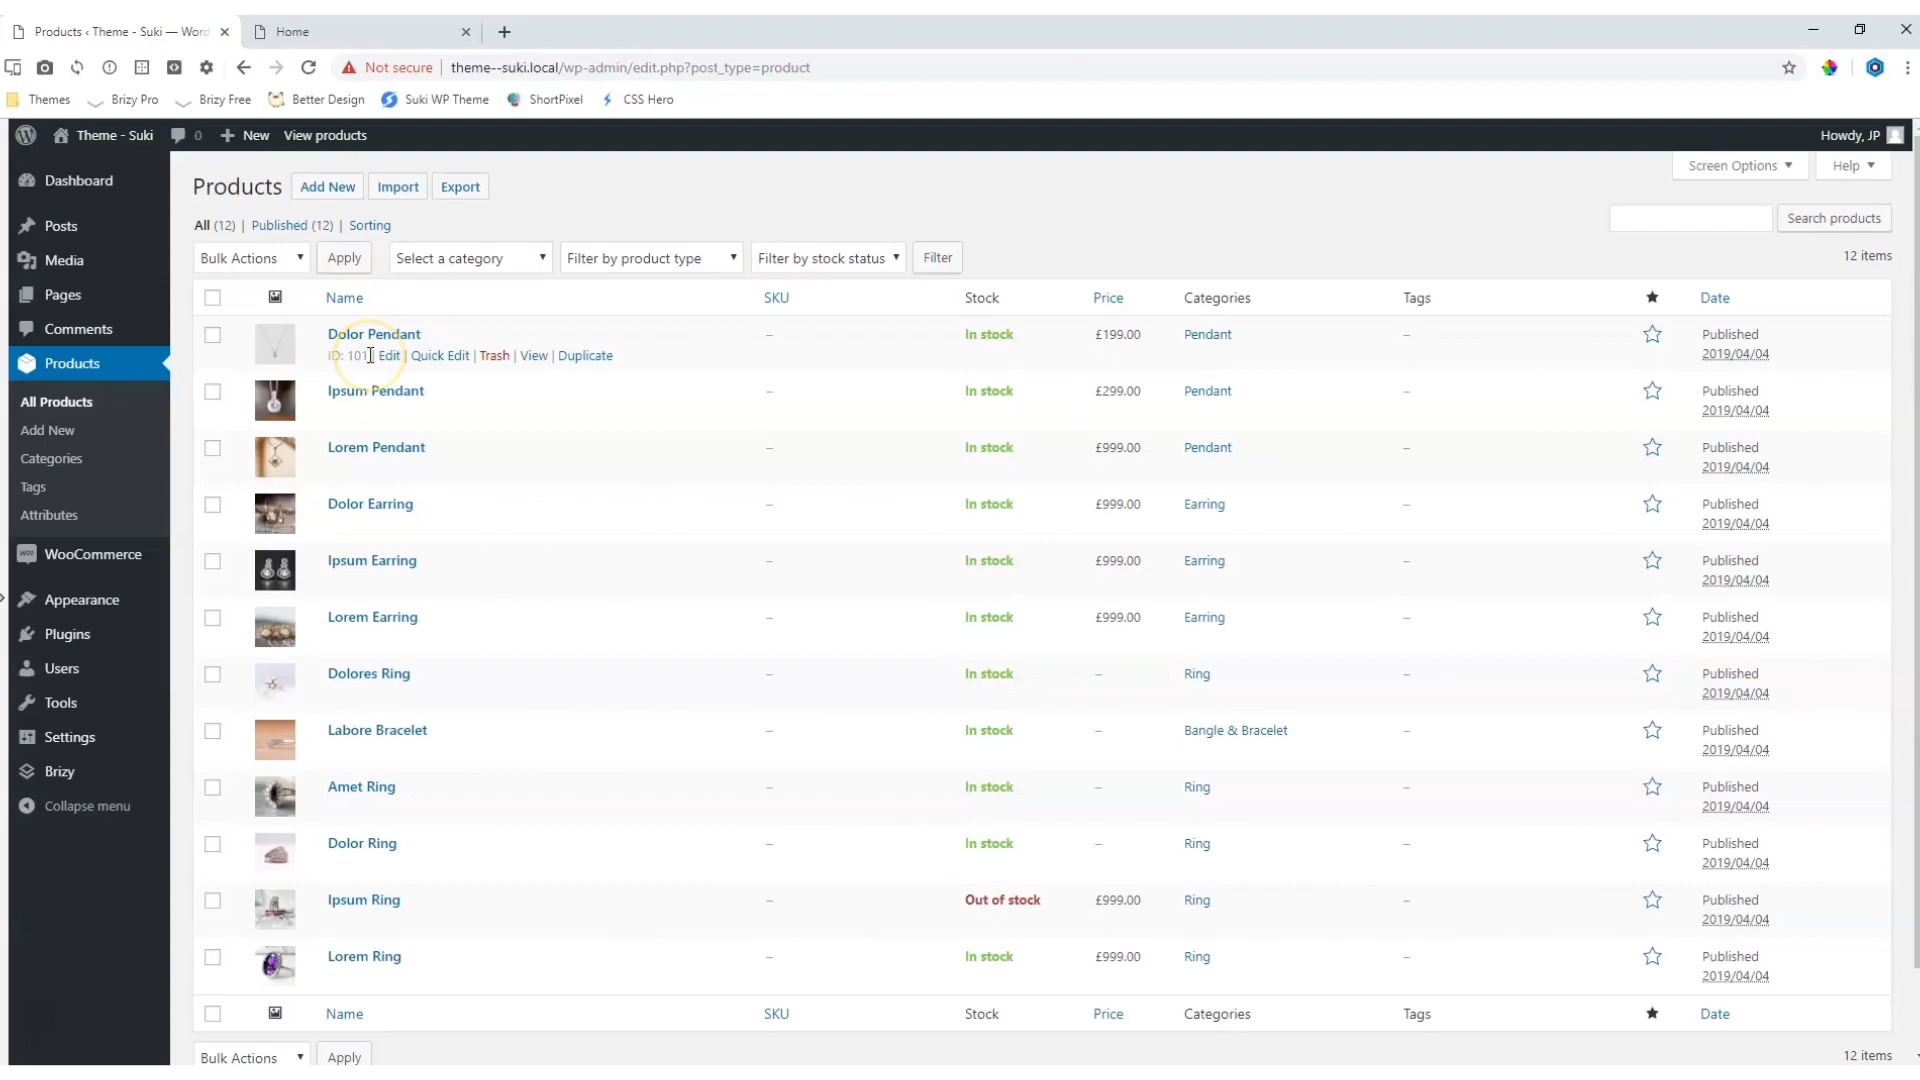 Products ‹ Theme - Suki — Word
Home
Not secure | theme--suki.local/wp-admin/edit.php?post_type=product
Themes Brizy Pro Brizy Free Better Design Suki WP Theme ShortPixel CSS Hero
Theme - Suki 0 New View products Howdy, JP
Screen Options Help
Dashboard
Posts
Media
Pages
Comments
Products
All Products
Add New
Categories
Tags
Attributes
WooCommerce
Appearance
Plugins
Users
Tools
Settings
Brizy
Collapse menu
Products Add New Import Export
All (12) | Published (12) | Sorting
Search products
Bulk Actions Apply Select a category Filter by product type Filter by stock status Filter
12 items
Name SKU Stock Price Categories Tags Date
Dolor Pendant – In stock £199.00 Pendant – Published
ID: 101 | Edit | Quick Edit | Trash | View | Duplicate 2019/04/04
Ipsum Pendant – In stock £299.00 Pendant – Published
2019/04/04
Lorem Pendant – In stock £999.00 Pendant – Published
2019/04/04
Dolor Earring – In stock £999.00 Earring – Published
2019/04/04
Ipsum Earring – In stock £999.00 Earring – Published
2019/04/04
Lorem Earring – In stock £999.00 Earring – Published
2019/04/04
Dolores Ring – In stock – Ring – Published
2019/04/04
Labore Bracelet – In stock – Bangle & Bracelet – Published
2019/04/04
Amet Ring – In stock – Ring – Published
2019/04/04
Dolor Ring – In stock – Ring – Published
2019/04/04
Ipsum Ring – Out of stock £999.00 Ring – Published
2019/04/04
Lorem Ring – In stock £999.00 Ring – Published
2019/04/04
Name SKU Stock Price Categories Tags Date
Bulk Actions Apply
12 items